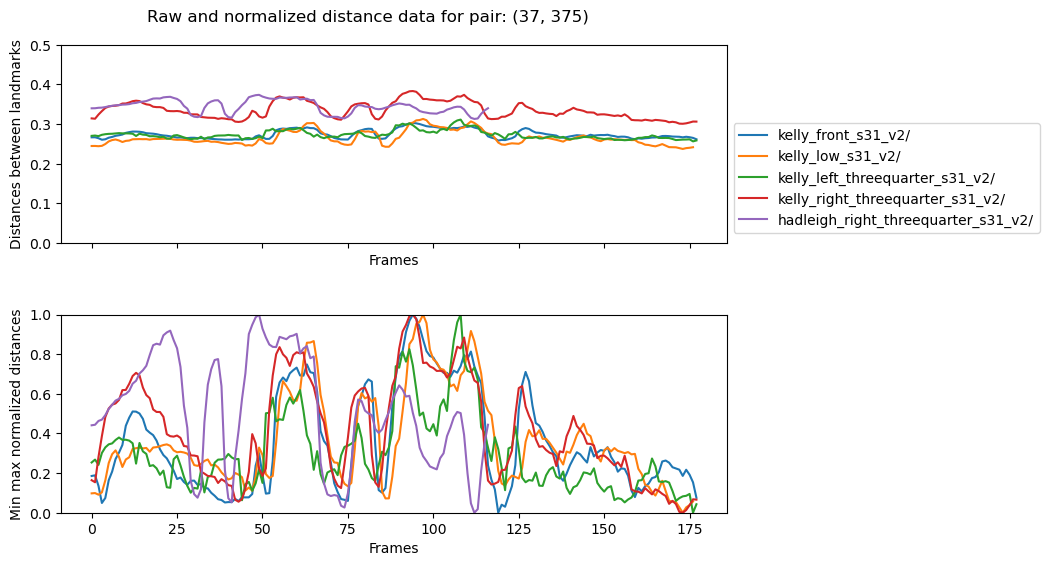 Raw and normalized distance data for pair: (37, 375)
Distances between landmarks
0.5
0.4
0.3
0.2
0.1
0.0
Frames
kelly_front_s31_v2/
kelly_low_s31_v2/
kelly_left_threequarter_s31_v2/
kelly_right_threequarter_s31_v2/
hadleigh_right_threequarter_s31_v2/
Min max normalized distances
1.0
0.8
0.6
0.4
0.2
0.0
0 25 50 75 100 125 150 175
Frames